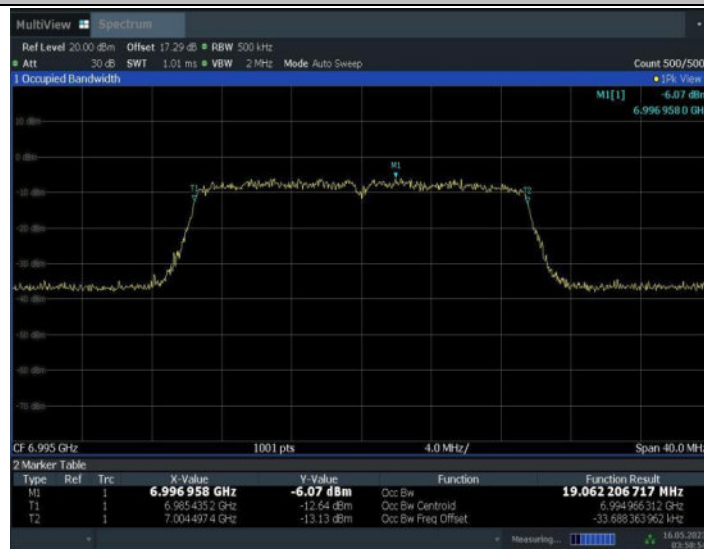 MultiView Spectrum
Ref Level 20.00 dBm Offset 17.29 dB RBW 500 kHz
Att 30 dB SWT 1.01 ms VBW 2 MHz Mode Auto Sweep Count 500/500
1 Occupied Bandwidth 1Pk View
M1[1] -6.07 dBm
6.996 958 0 GH
10 dBm
0 dBm
M1
T1
T2
-10 dBm
-20 dBm
-30 dBm
-40 dBm
-50 dBm
-60 dBm
-70 dBm
CF 6.995 GHz 1001 pts 4.0 MHz/ Span 40.0 MHz
2 Marker Table
Type Ref Trc X-Value Y-Value Function Function Result
M1 1 6.996 958 GHz -6.07 dBm Occ Bw 19.062 206 717 MHz
T1 1 6.985 435 2 GHz -12.64 dBm Occ Bw Centroid 6.994 966 312 GHz
T2 1 7.004 497 4 GHz -13.13 dBm Occ Bw Freq Offset -33.688 363 962 kHz
Measuring...